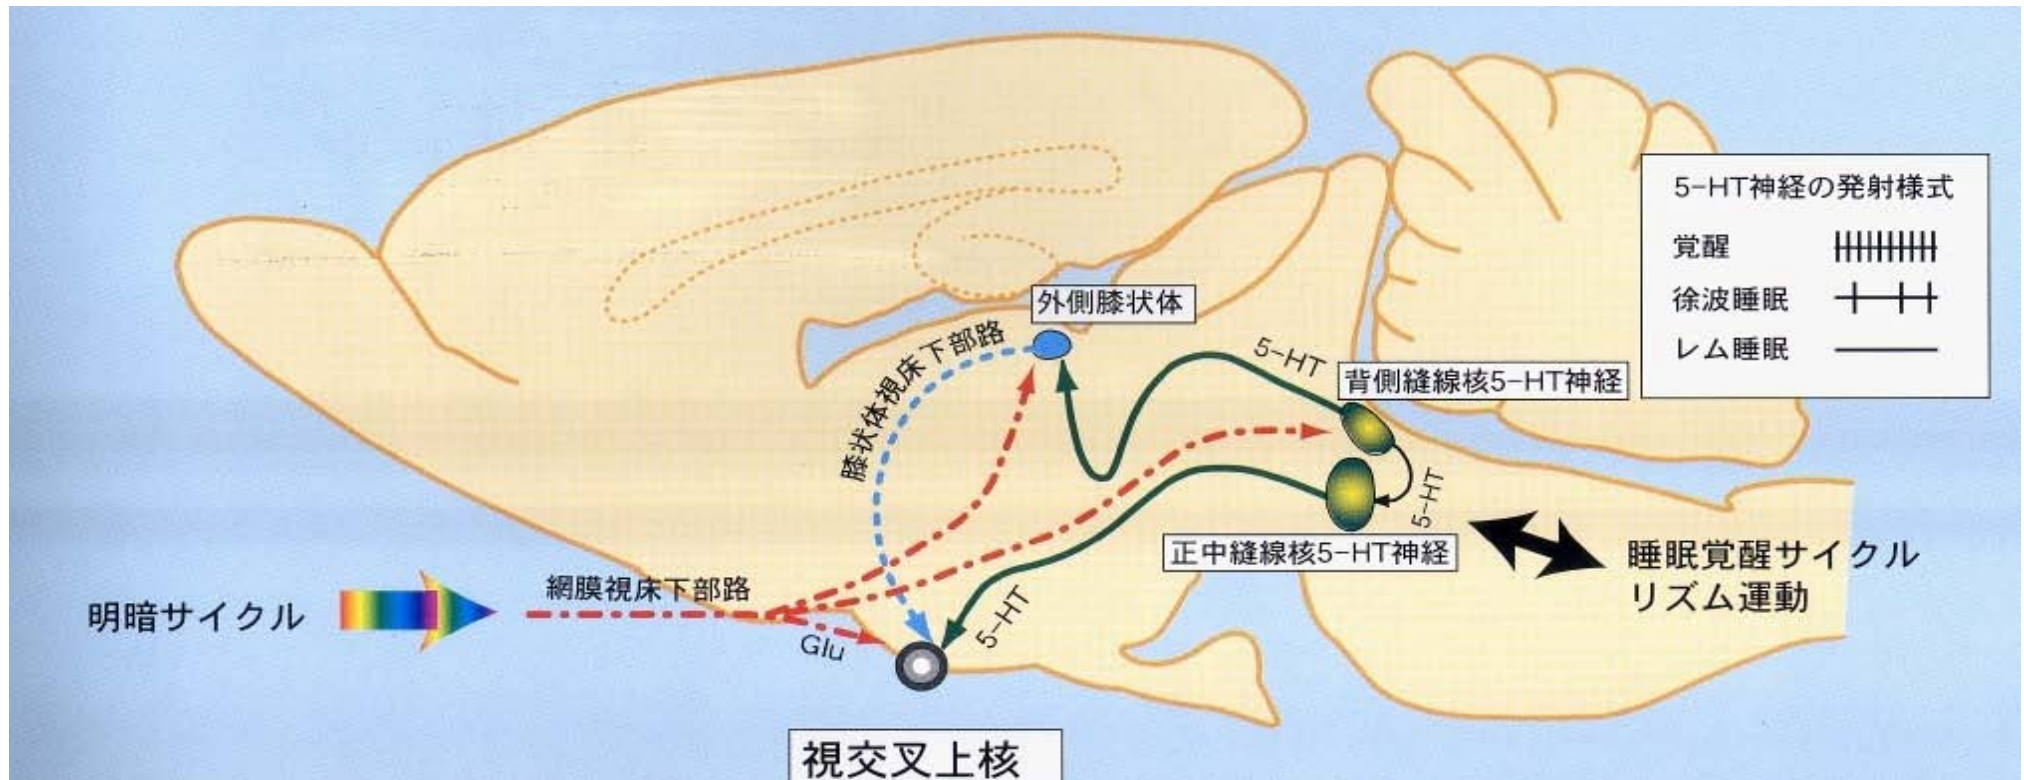 5-HT神経の発射様式
覚醒
徐波睡眠
レム睡眠
外側膝状体
膝状体視床下部路
5-HT
背側縫線核5-HT神経
5-HT
正中縫線核5-HT神経
睡眠覚醒サイクル
リズム運動
明暗サイクル
網膜視床下部路
Glu
5-HT
視交叉上核